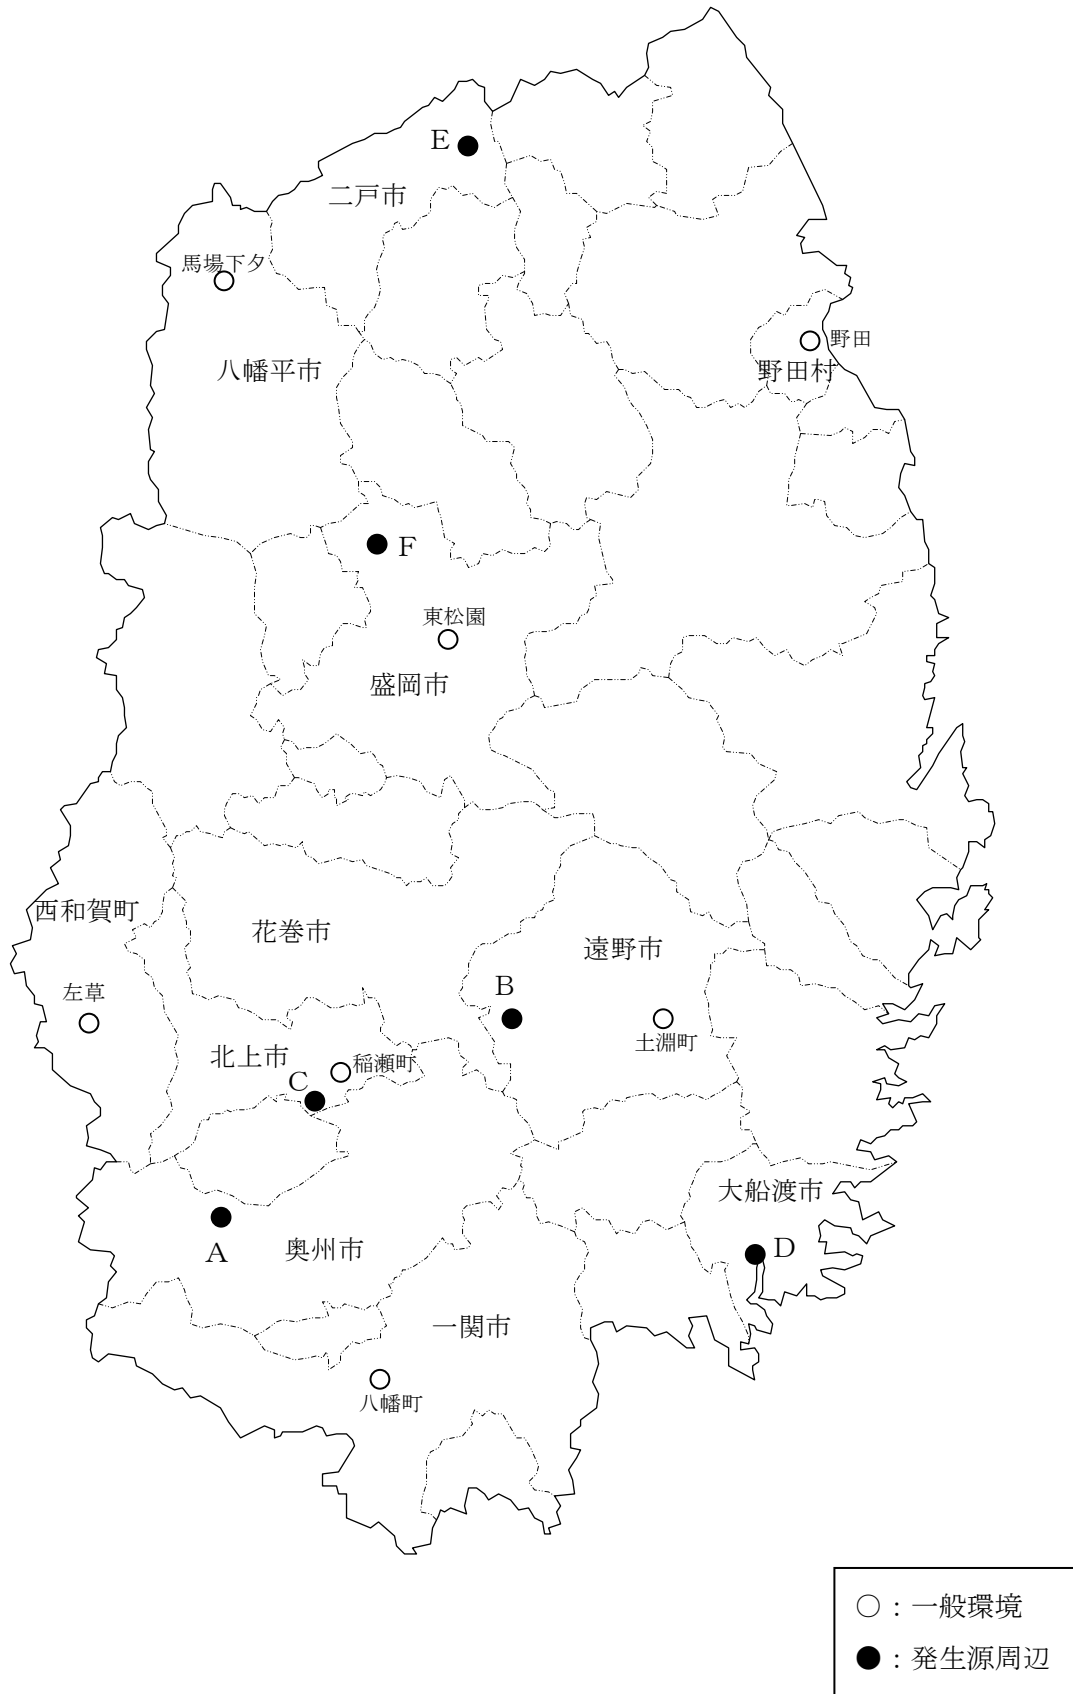 E
二戸市
馬場下夕
野田
八幡平市
野田村
F
東松園
盛岡市
西和賀町
花巻市
遠野市
B
左草
土淵町
北上市
稲瀬町
C
大船渡市
A
奥州市
D
一関市
八幡町
○：一般環境
●：発生源周辺